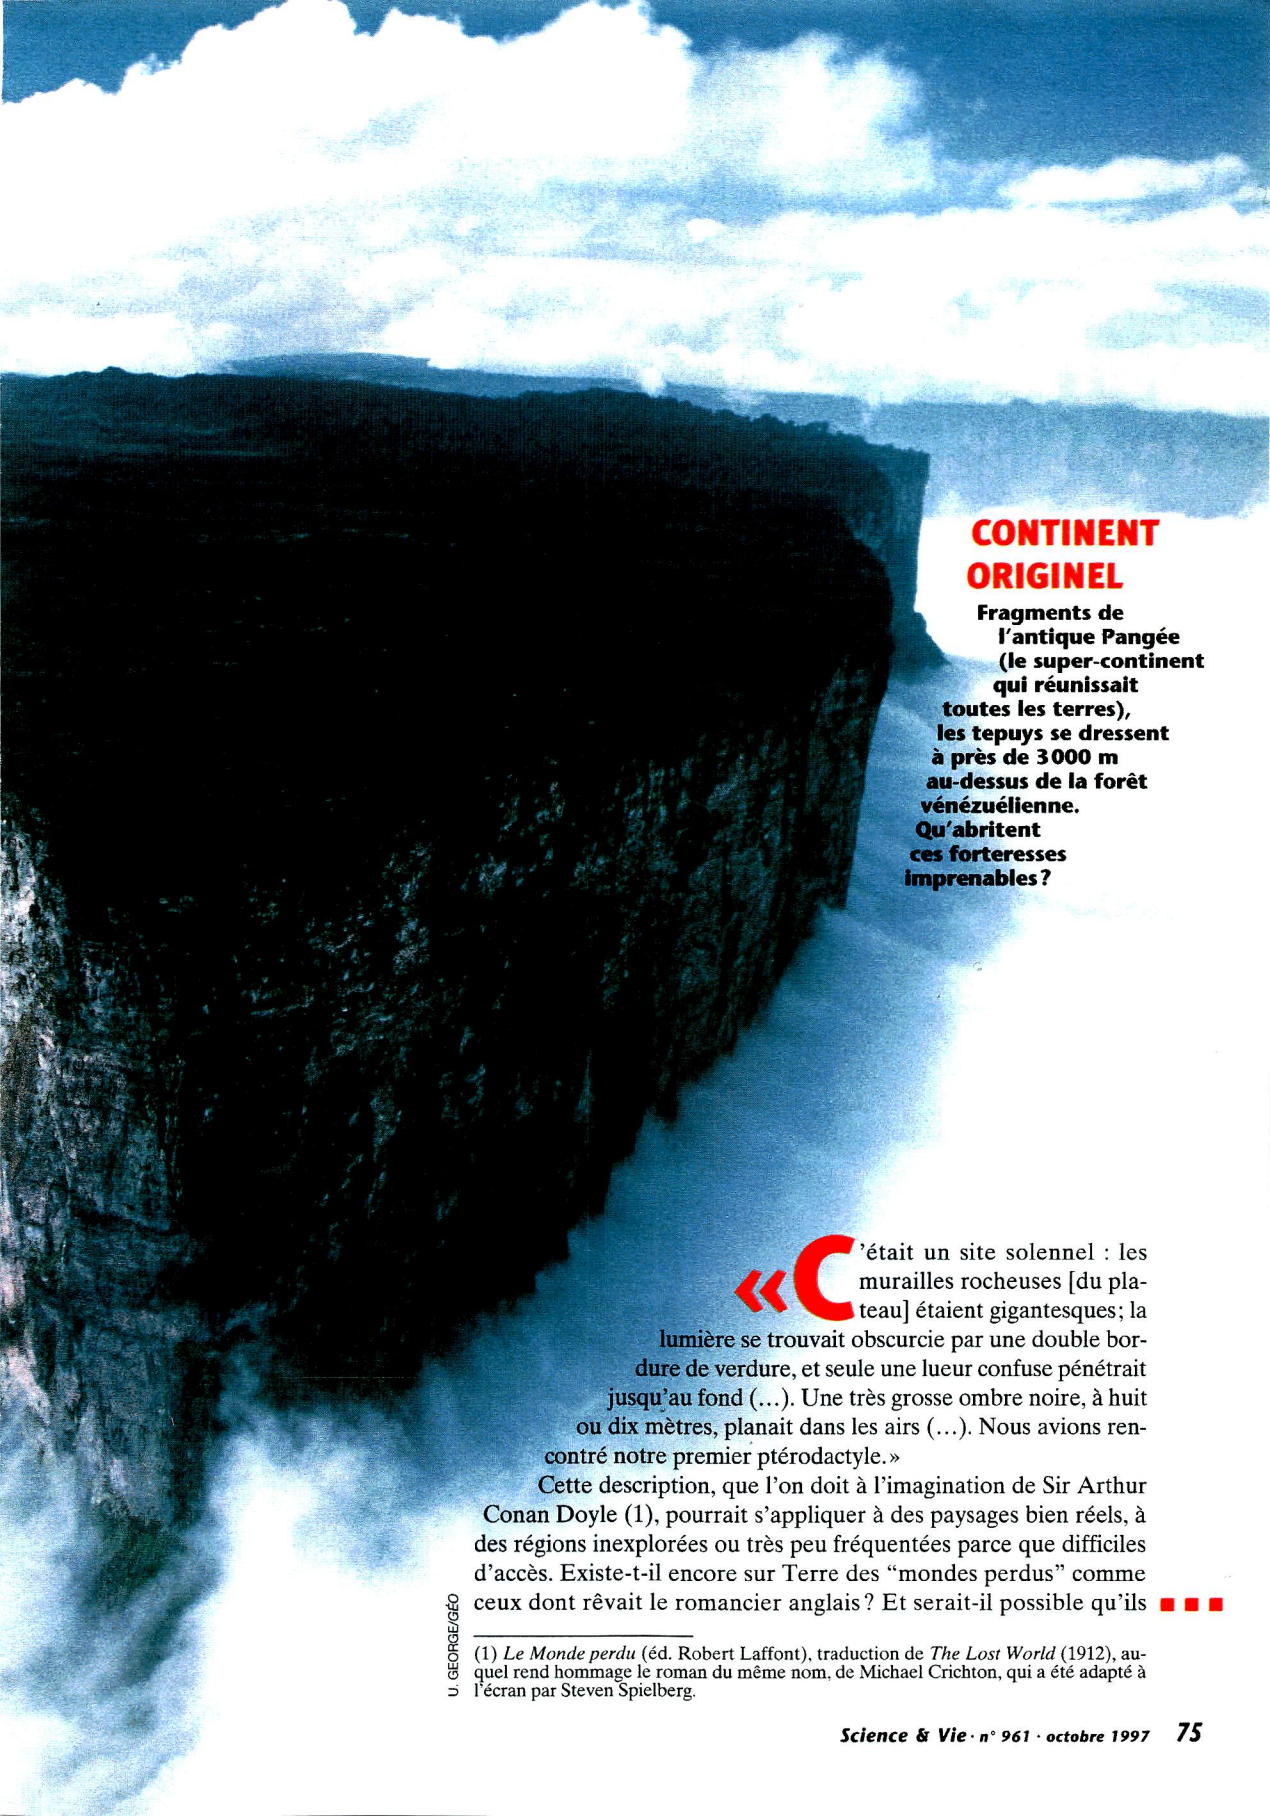 CONTINENT
ORIGINEL
Fragments de
l'antique Pangée
(le super-continent
qui réunissait
toutes les terres),
les tepuys se dressent
à près de 3000 m
au-dessus de la forêt
vénézuélienne.
Qu'abritent
ces forteresses
imprenables?
«C'était un site solennel : les
murailles rocheuses [du pla-
teau] étaient gigantesques; la
lumière se trouvait obscurcie par une double bor-
dure de verdure, et seule une lueur confuse pénétrait
jusqu'au fond (...). Une très grosse ombre noire, à huit
ou dix mètres, planait dans les airs (...). Nous avions ren-
contré notre premier ptérodactyle.»
Cette description, que l'on doit à l'imagination de Sir Arthur
Conan Doyle (1), pourrait s'appliquer à des paysages bien réels, à
des régions inexplorées ou très peu fréquentées parce que difficiles
d'accès. Existe-t-il encore sur Terre des “mondes perdus” comme
ceux dont rêvait le romancier anglais? Et serait-il possible qu'ils
(1) Le Monde perdu (éd. Robert Laffont), traduction de The Lost World (1912), au-
quel rend hommage le roman du même nom, de Michael Crichton, qui a été adapté à
l'écran par Steven Spielberg.
U. GEORGE/GÉO
Science & Vie · n° 961 · octobre 1997 75